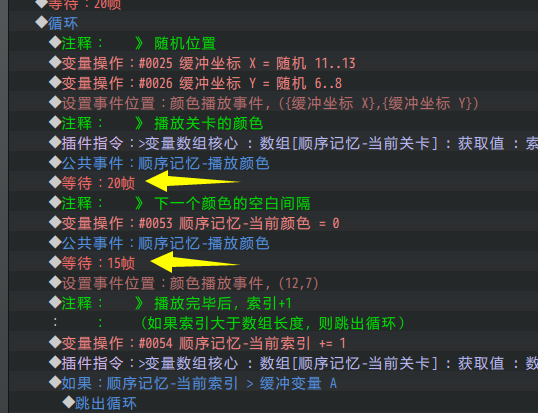 ◆等待：20帧
◆循环
◆注释：　　》 随机位置
◆变量操作：#0025 缓冲坐标 X = 随机 11..13
◆变量操作：#0026 缓冲坐标 Y = 随机 6..8
◆设置事件位置：颜色播放事件, ({缓冲坐标 X},{缓冲坐标 Y})
◆注释：　　》 播放关卡的颜色
◆插件指令：>变量数组核心 : 数组[顺序记忆-当前关卡] : 获取值 : 索
◆公共事件：顺序记忆-播放颜色
◆等待：20帧
◆注释：　　》 下一个颜色的空白间隔
◆变量操作：#0053 顺序记忆-当前颜色 = 0
◆公共事件：顺序记忆-播放颜色
◆等待：15帧
◆设置事件位置：颜色播放事件, (12,7)
◆注释：　　》 播放完毕后，索引+1
：　　：　　（如果索引大于数组长度，则跳出循环）
◆变量操作：#0054 顺序记忆-当前索引 += 1
◆插件指令：>变量数组核心 : 数组[顺序记忆-当前关卡] : 获取值 : 数
◆如果：顺序记忆-当前索引 > 缓冲变量 A
◆跳出循环